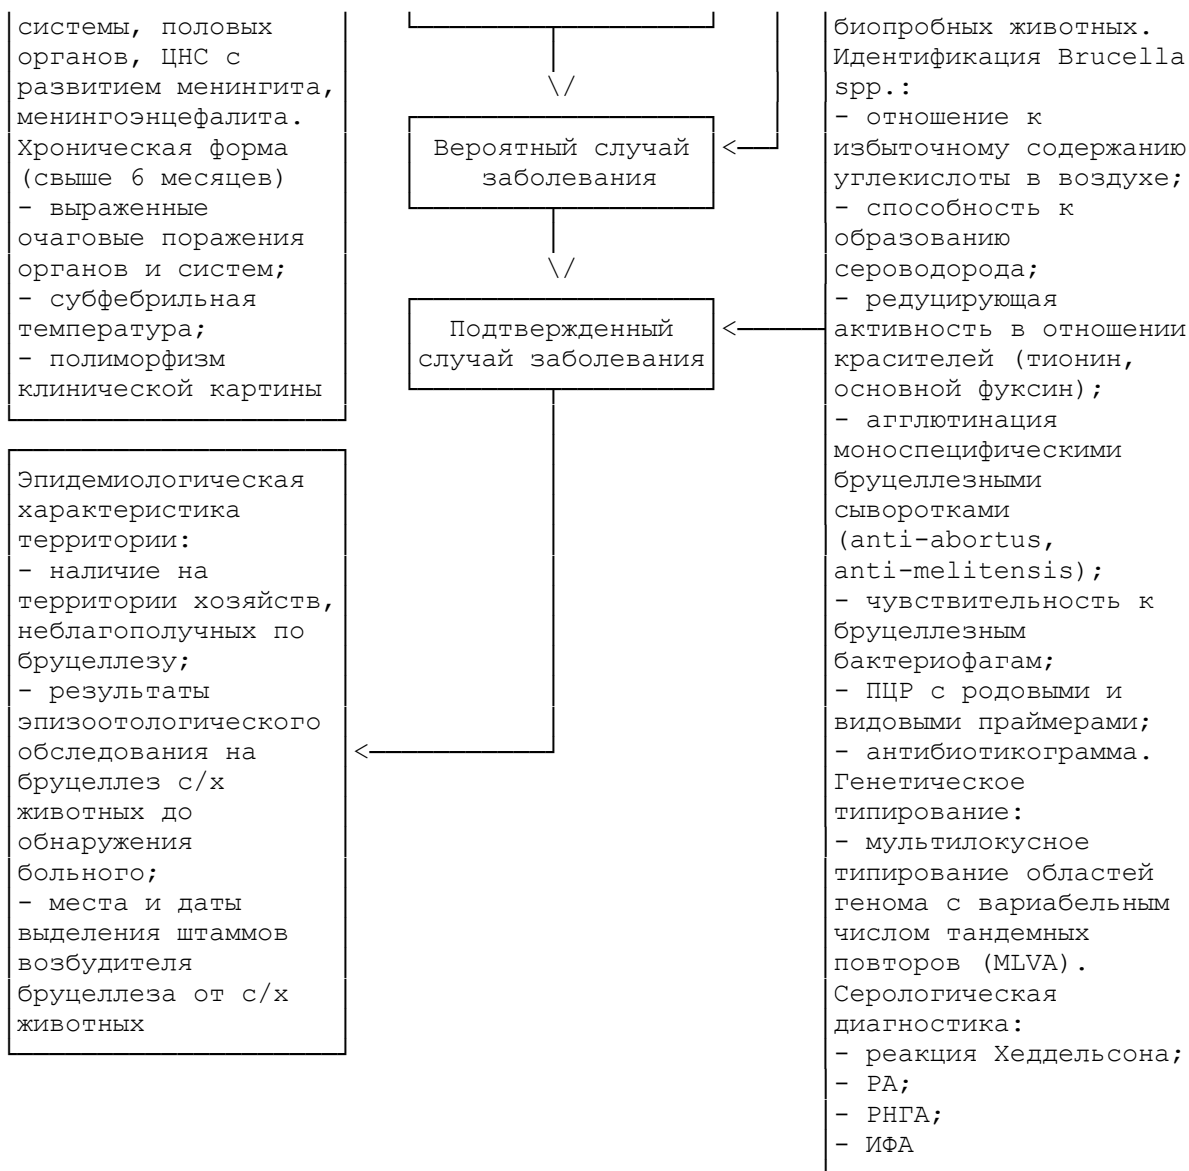 системы, половых
органов, ЦНС с
развитием менингита,
менингоэнцефалита.
Хроническая форма
(свыше 6 месяцев)
- выраженные
очаговые поражения
органов и систем;
- субфебрильная
температура;
- полиморфизм
клинической картины
Эпидемиологическая
характеристика
территории:
- наличие на
территории хозяйств,
неблагополучных по
бруцеллезу;
- результаты
эпизоотологического
обследования на
бруцеллез с/х
животных до
обнаружения
больного;
- места и даты
выделения штаммов
возбудителя
бруцеллеза от с/х
животных
\/
Вероятный случай
заболевания
<
\/
Подтвержденный
случай заболевания
<
<
биопробных животных.
Идентификация Brucella
spp.:
- отношение к
избыточному содержанию
углекислоты в воздухе;
- способность к
образованию
сероводорода;
- редуцирующая
активность в отношении
красителей (тионин,
основной фуксин);
- агглютинация
моноспецифическими
бруцеллезными
сыворотками
(anti-abortus,
anti-melitensis);
- чувствительность к
бруцеллезным
бактериофагам;
- ПЦР с родовыми и
видовыми праймерами;
- антибиотикограмма.
Генетическое
типирование:
- мультилокусное
типирование областей
генома с вариабельным
числом тандемных
повторов (MLVA).
Серологическая
диагностика:
- реакция Хеддельсона;
- РА;
- РНГА;
- ИФА